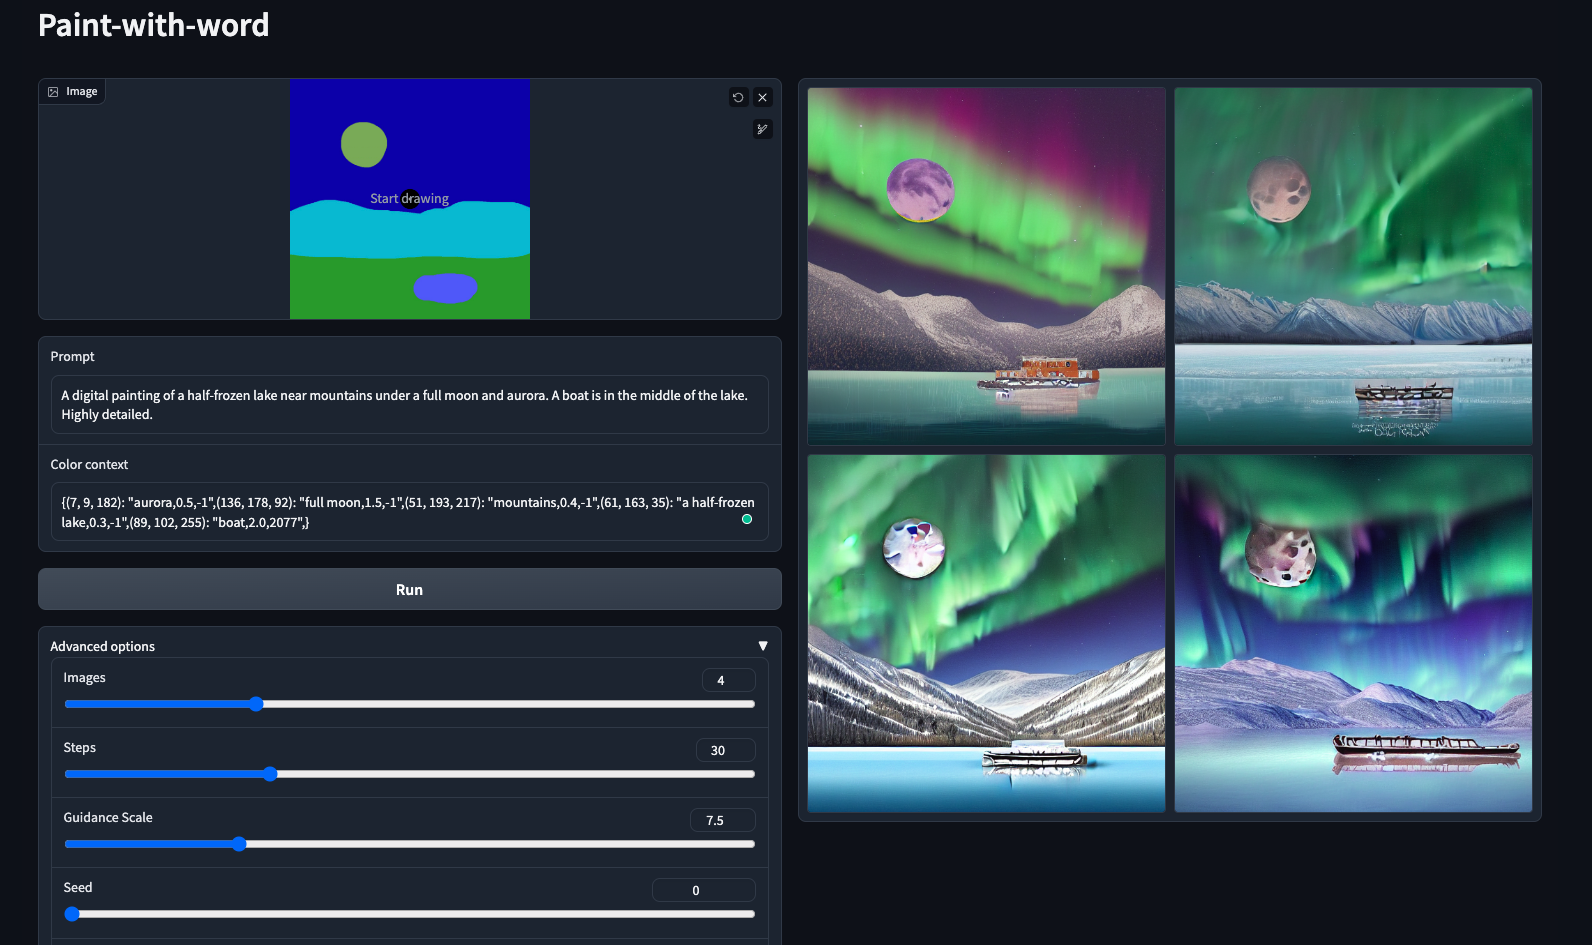 Paint-with-word
Image
Start drawing
Prompt
A digital painting of a half-frozen lake near mountains under a full moon and aurora. A boat is in the middle of the lake.
Highly detailed.
Color context
{(7, 9, 182): "aurora,0.5,-1",(136, 178, 92): "full moon,1.5,-1",(51, 193, 217): "mountains,0.4,-1",(61, 163, 35): "a half-frozen
lake,0.3,-1",(89, 102, 255): "boat,2.0,2077",}
Run
Advanced options
Images
4
Steps
30
Guidance Scale
7.5
Seed
0